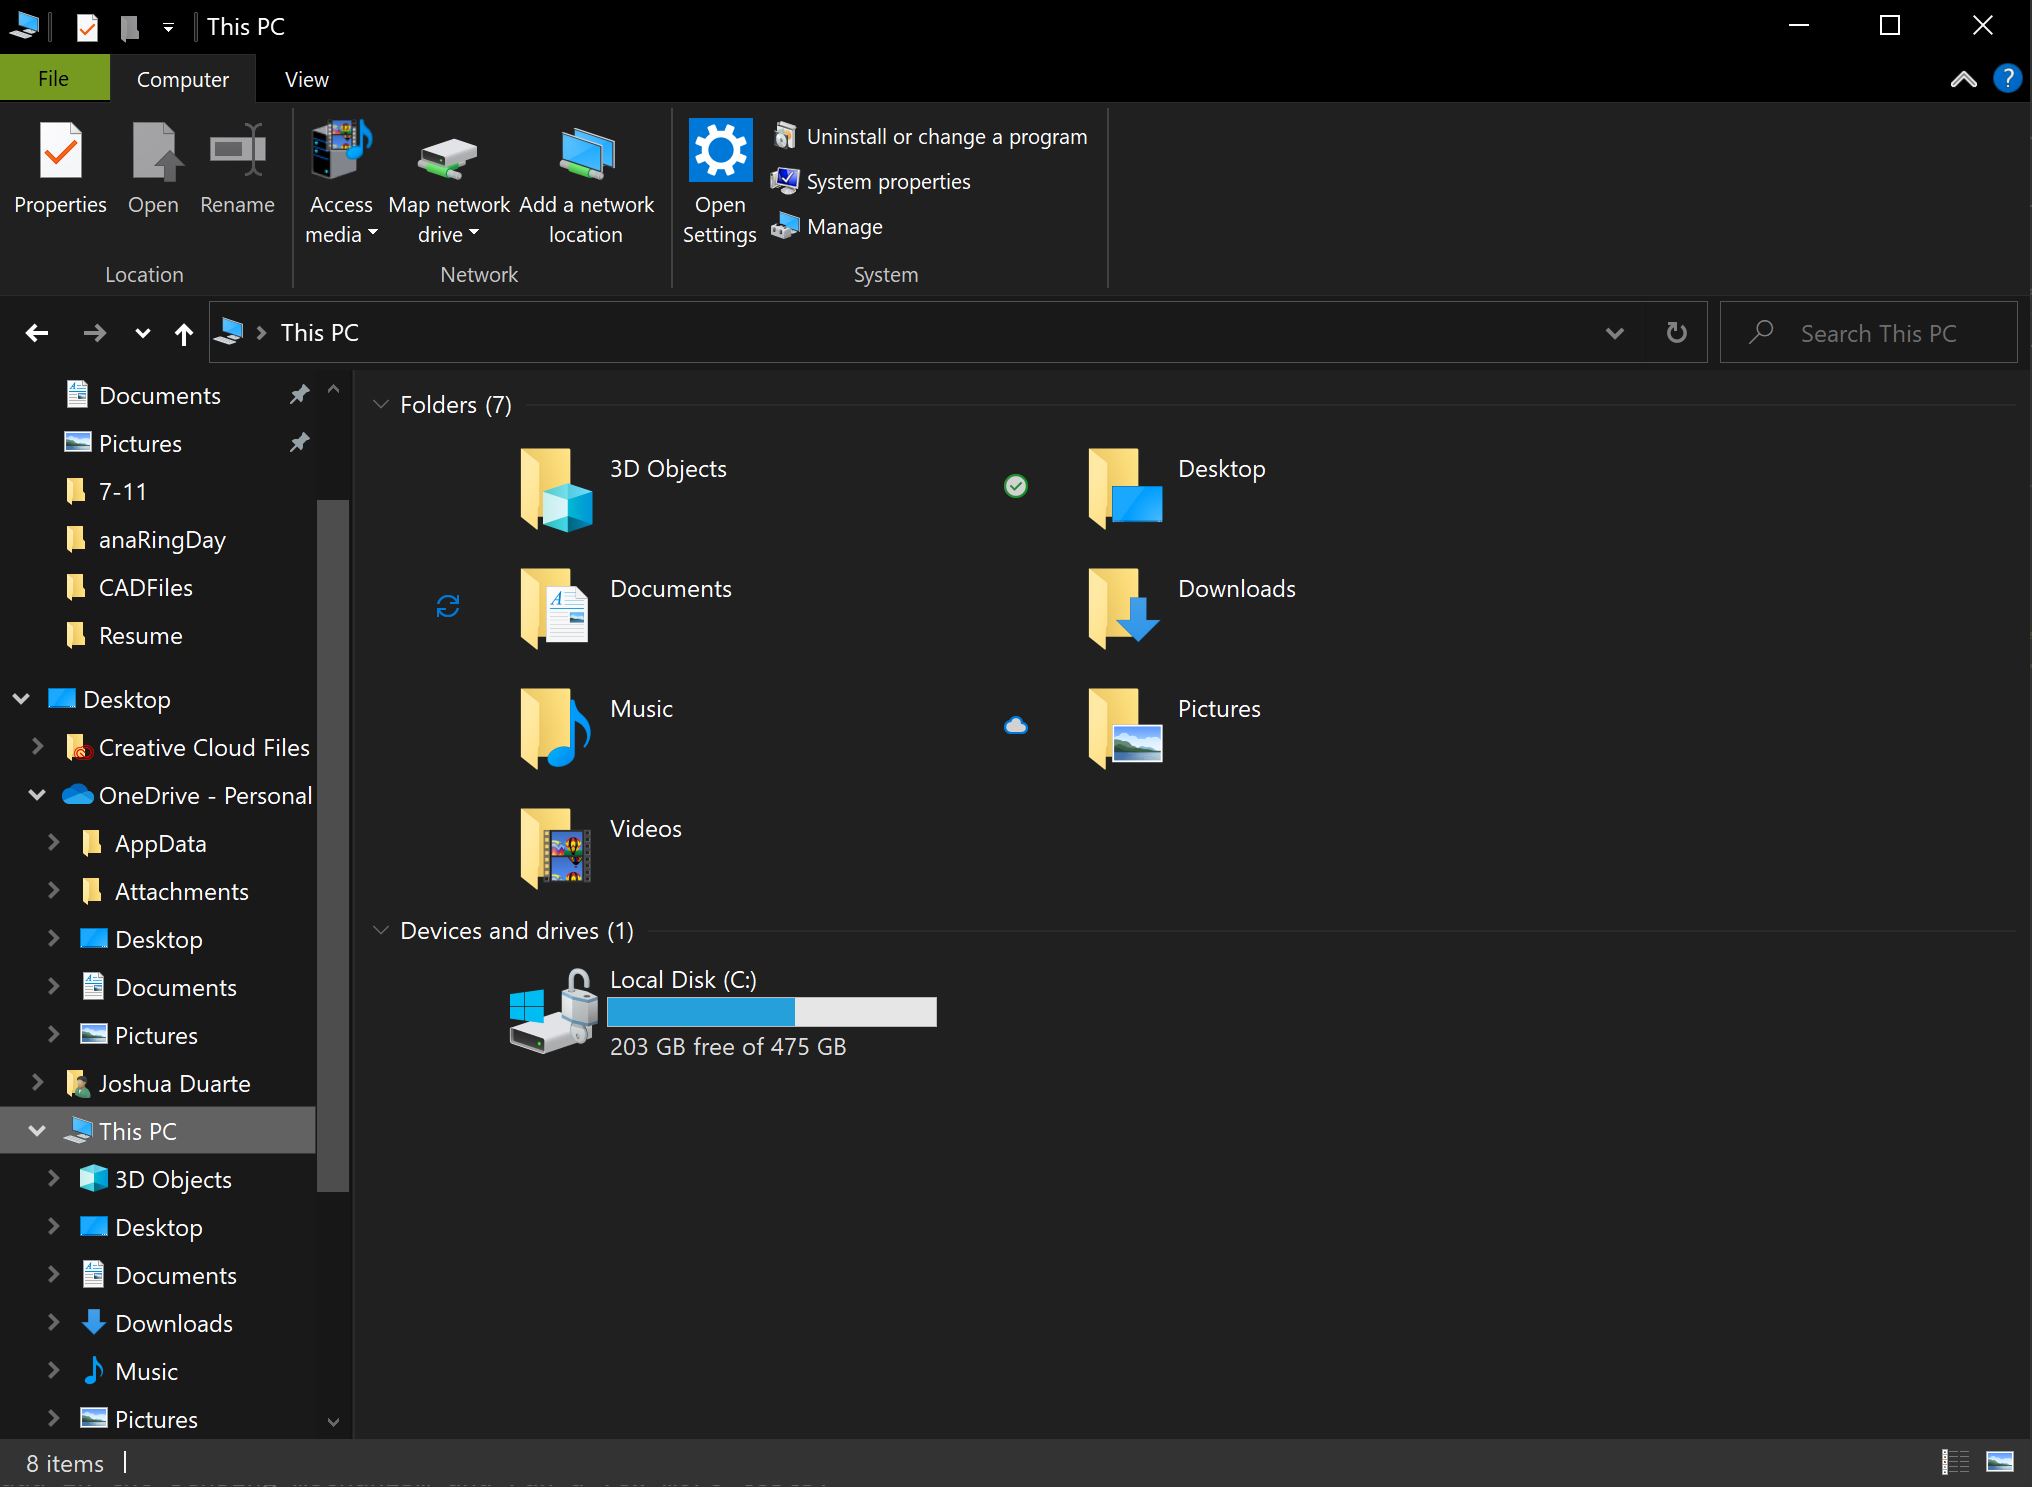 This PC
File
Computer
View
?
Properties
Open
Rename
Access
media
Map network
drive
Add a network
location
Open
Settings
Uninstall or change a program
System properties
Manage
Location
Network
System
This PC
Search This PC
Documents
Pictures
7-11
anaRingDay
CADFiles
Resume
Desktop
Creative Cloud Files
OneDrive - Personal
AppData
Attachments
Desktop
Documents
Pictures
Joshua Duarte
This PC
3D Objects
Desktop
Documents
Downloads
Music
Pictures
Folders (7)
3D Objects
Desktop
Documents
Downloads
Music
Pictures
Videos
Devices and drives (1)
Local Disk (C:)
203 GB free of 475 GB
8 items